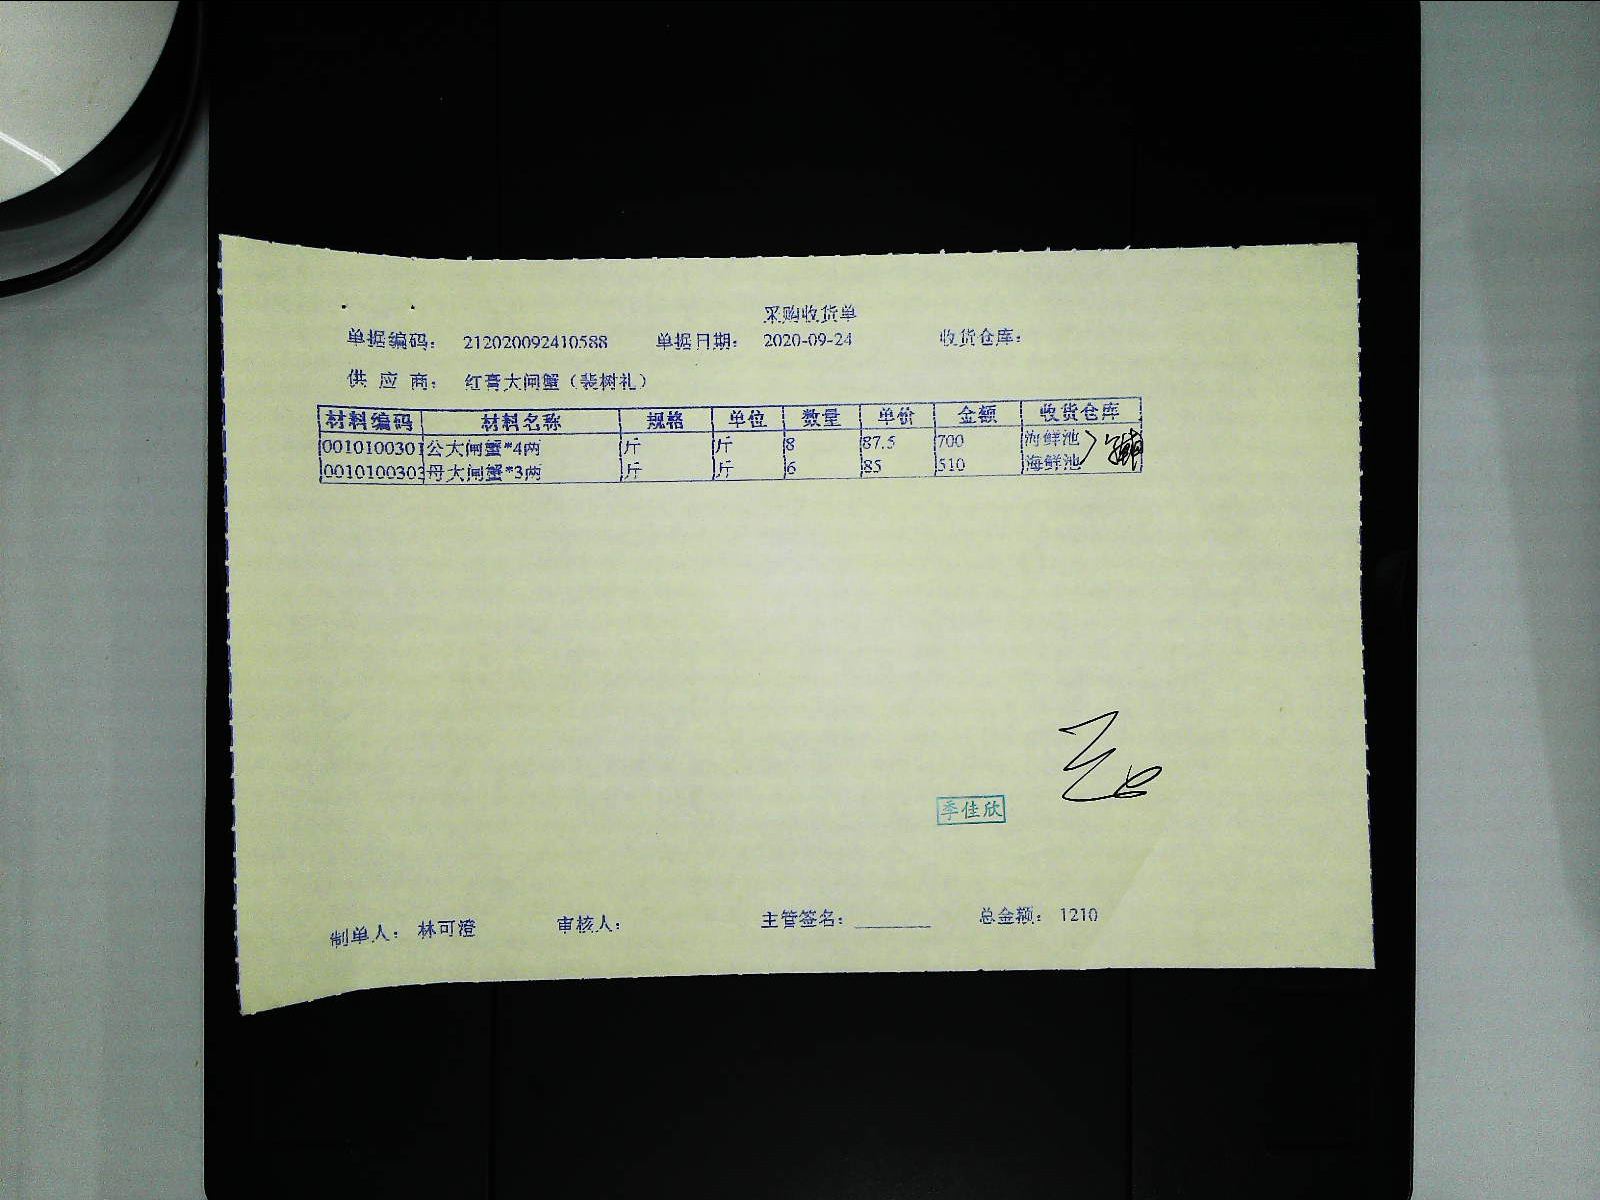 采购收货单
单据编码： 212020092410588 单据日期： 2020-09-24 收货仓库：
供 应 商： 红膏大闸蟹（裴树礼）
材料编码 材料名称 规格 单位 数量 单价 金额 收货仓库
0010100301 公大闸蟹*4两 斤 斤 8 87.5 700 海鲜池
0010100303 母大闸蟹*3两 斤 斤 6 85 510 海鲜池
季佳欣
制单人： 林可澄 审核人： 主管签名：________ 总金额： 1210